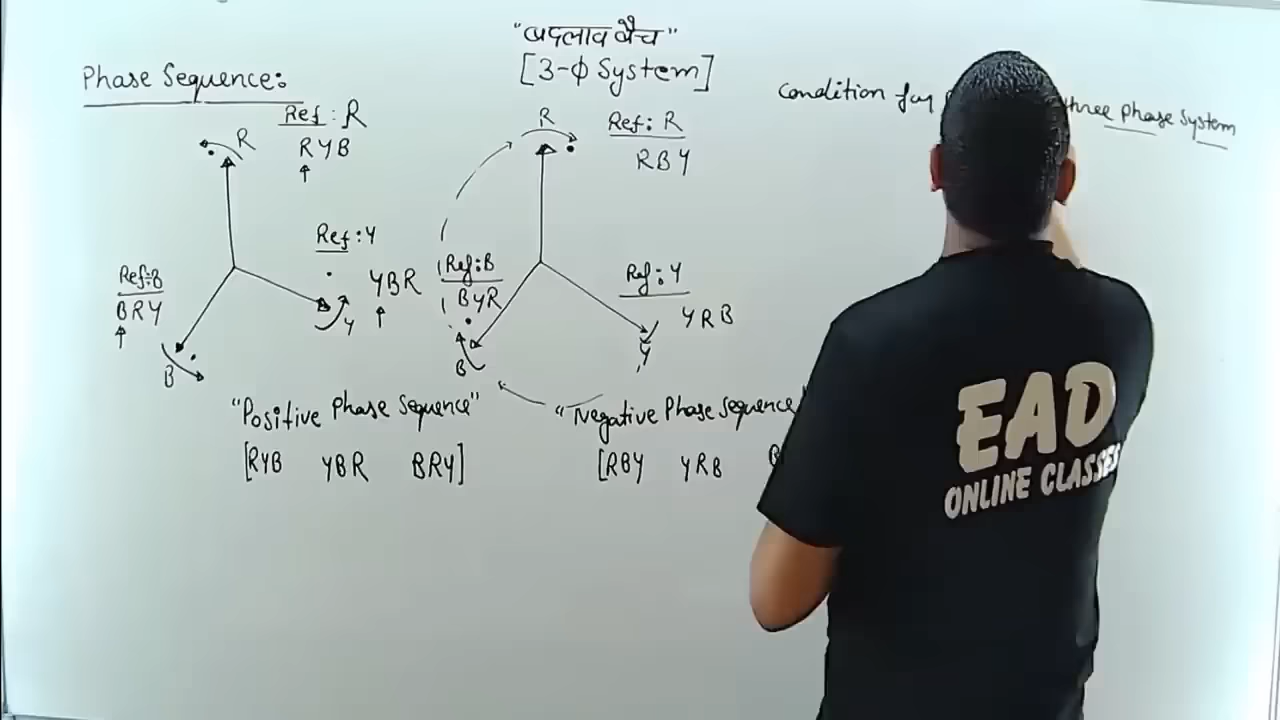 "बदलाव बैच"
[3-φ System]
Phase Sequence:
Ref : R
RYB
R
Ref : Y
YBR
Y
Ref : B
BRY
B
"Positive Phase Sequence"
[RYB YBR BRY]
R
Ref : R
RBY
Ref : B
BYR
B
Ref : Y
YRB
Y
"Negative Phase Sequence"
[RBY YRB
Condition for
three phase System
EAD
ONLINE CLASSES